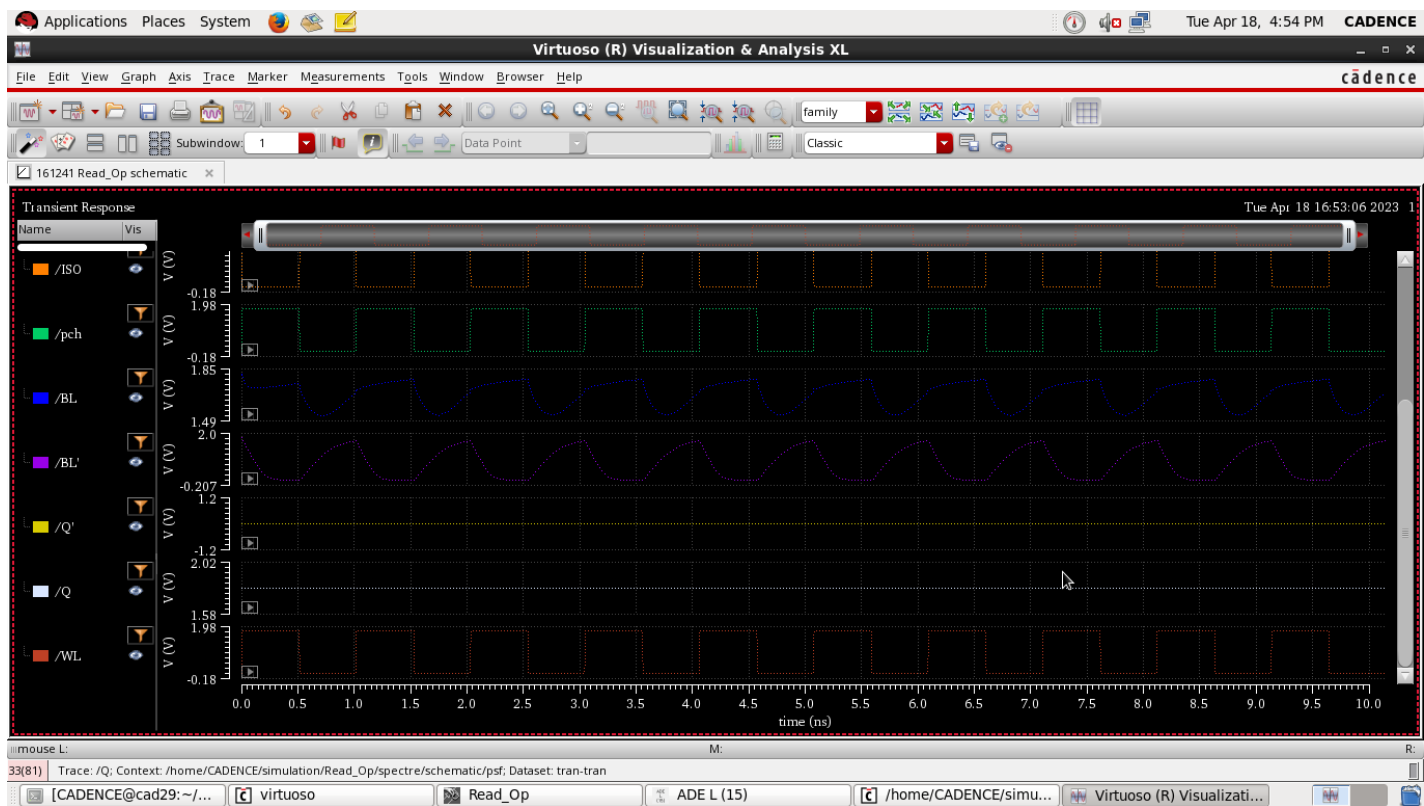 Applications Places System Tue Apr 18, 4:54 PM CADENCE
Virtuoso (R) Visualization & Analysis XL
File Edit View Graph Axis Trace Marker Measurements Tools Window Browser Help cādence
family
Subwindow: 1 Data Point Classic
161241 Read_Op schematic
Transient Response Tue Apr 18 16:53:06 2023 1
Name Vis
/ISO V (V) -0.18
/pch V (V) 1.98 -0.18
/BL V (V) 1.85 1.49
/BL' V (V) 2.0 -0.207
/Q' V (V) 1.2 -1.2
/Q V (V) 2.02 1.58
/WL V (V) 1.98 -0.18
0.0 0.5 1.0 1.5 2.0 2.5 3.0 3.5 4.0 4.5 5.0 5.5 6.0 6.5 7.0 7.5 8.0 8.5 9.0 9.5 10.0
time (ns)
mouse L: M: R:
33(81) Trace: /Q; Context: /home/CADENCE/simulation/Read_Op/spectre/schematic/psf; Dataset: tran-tran
[CADENCE@cad29:~/... virtuoso Read_Op ADE L (15) /home/CADENCE/simu... Virtuoso (R) Visualizati...